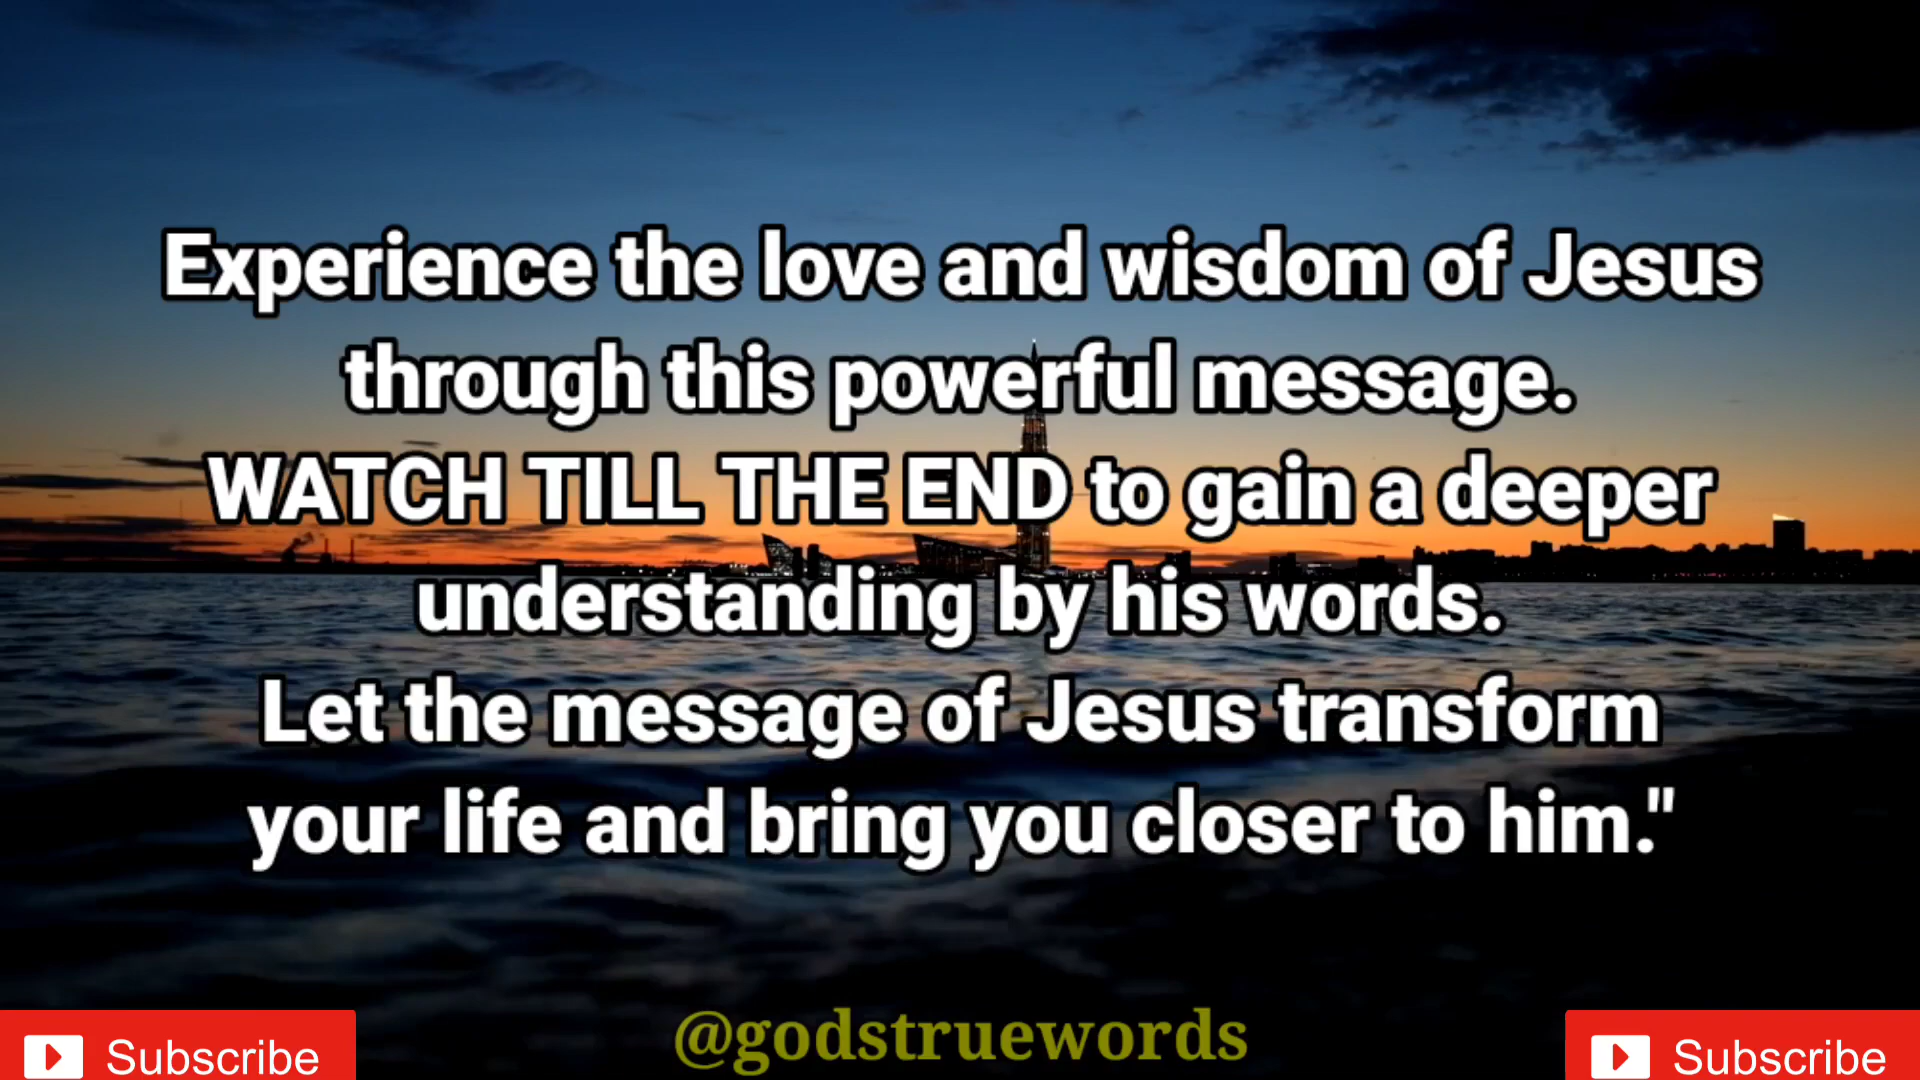 Experience the love and wisdom of Jesus
through this powerful message.
WATCH TILL THE END to gain a deeper
understanding by his words.
Let the message of Jesus transform
your life and bring you closer to him."
@godstruewords
Subscribe
Subscribe